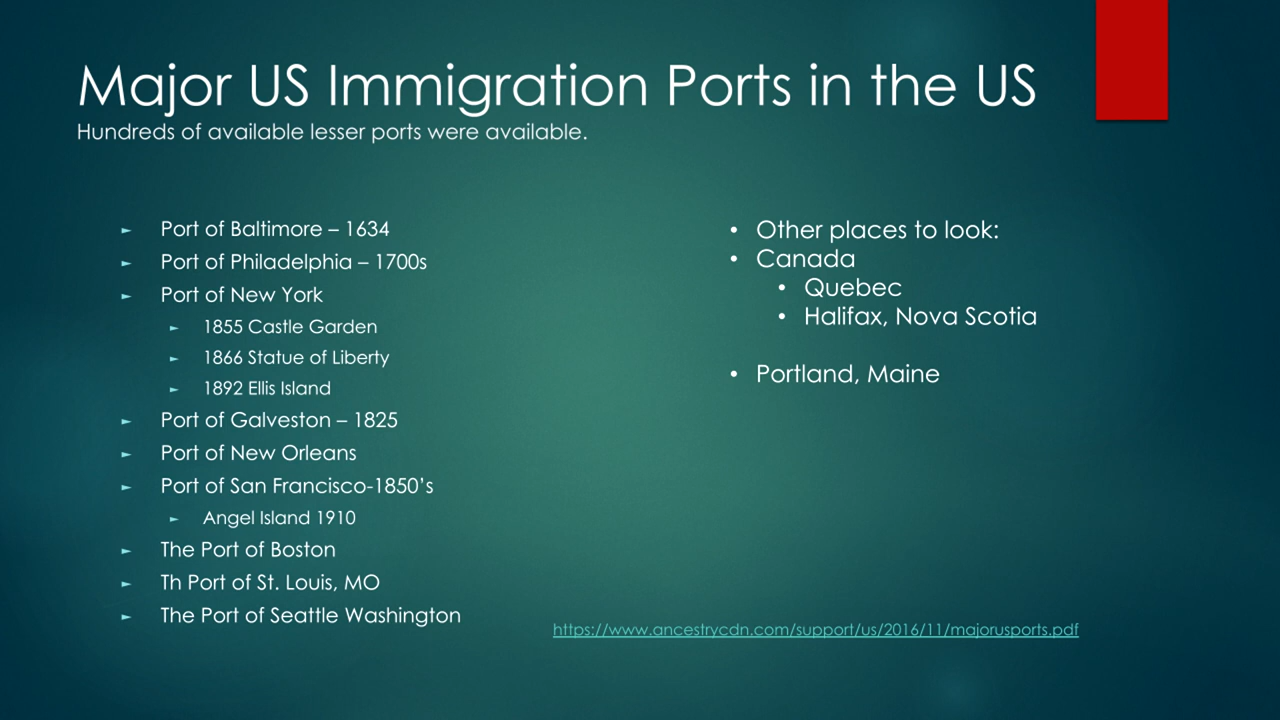 Major US Immigration Ports in the US
Hundreds of available lesser ports were available.
► Port of Baltimore – 1634
► Port of Philadelphia – 1700s
► Port of New York
► 1855 Castle Garden
► 1866 Statue of Liberty
► 1892 Ellis Island
► Port of Galveston – 1825
► Port of New Orleans
► Port of San Francisco-1850’s
► Angel Island 1910
► The Port of Boston
► Th Port of St. Louis, MO
► The Port of Seattle Washington
• Other places to look:
• Canada
• Quebec
• Halifax, Nova Scotia
• Portland, Maine
https://www.ancestrycdn.com/support/us/2016/11/majorusports.pdf